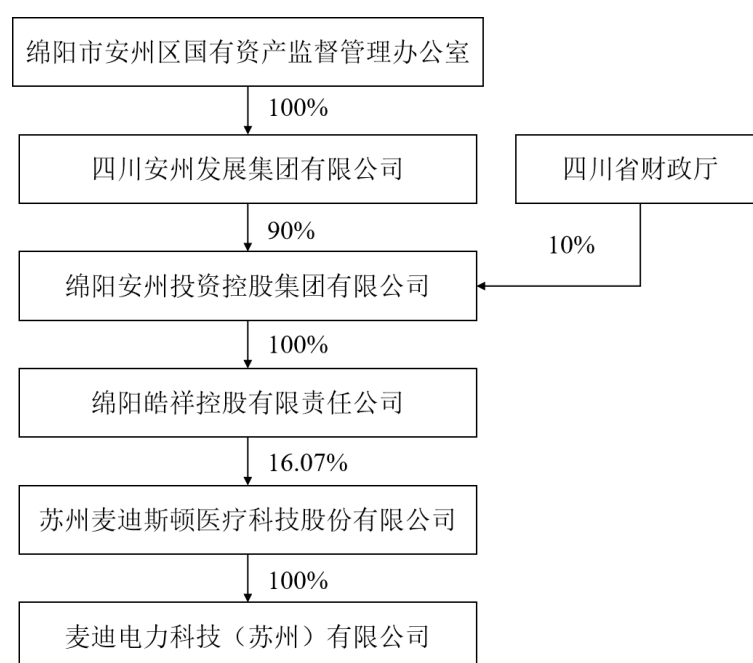 绵阳市安州区国有资产监督管理办公室
100%
四川安州发展集团有限公司
四川省财政厅
90%
10%
绵阳安州投资控股集团有限公司
100%
绵阳皓祥控股有限责任公司
16.07%
苏州麦迪斯顿医疗科技股份有限公司
100%
麦迪电力科技（苏州）有限公司